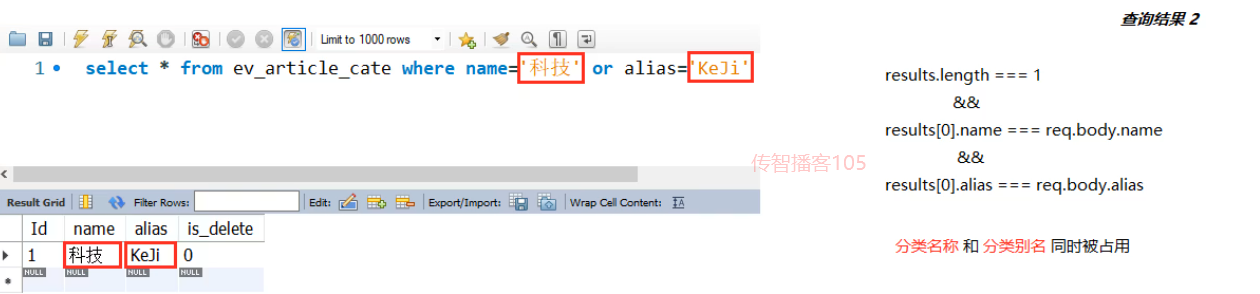 查询结果 2
Limit to 1000 rows
1 select * from ev_article_cate where name='科技' or alias='KeJi'
results.length === 1
&&
results[0].name === req.body.name
&&
results[0].alias === req.body.alias
传智播客105
Result Grid Filter Rows: Edit: Export/Import: Wrap Cell Content: IA
Id name alias is_delete
1 科技 KeJi 0
NULL NULL NULL NULL
分类名称 和 分类别名 同时被占用